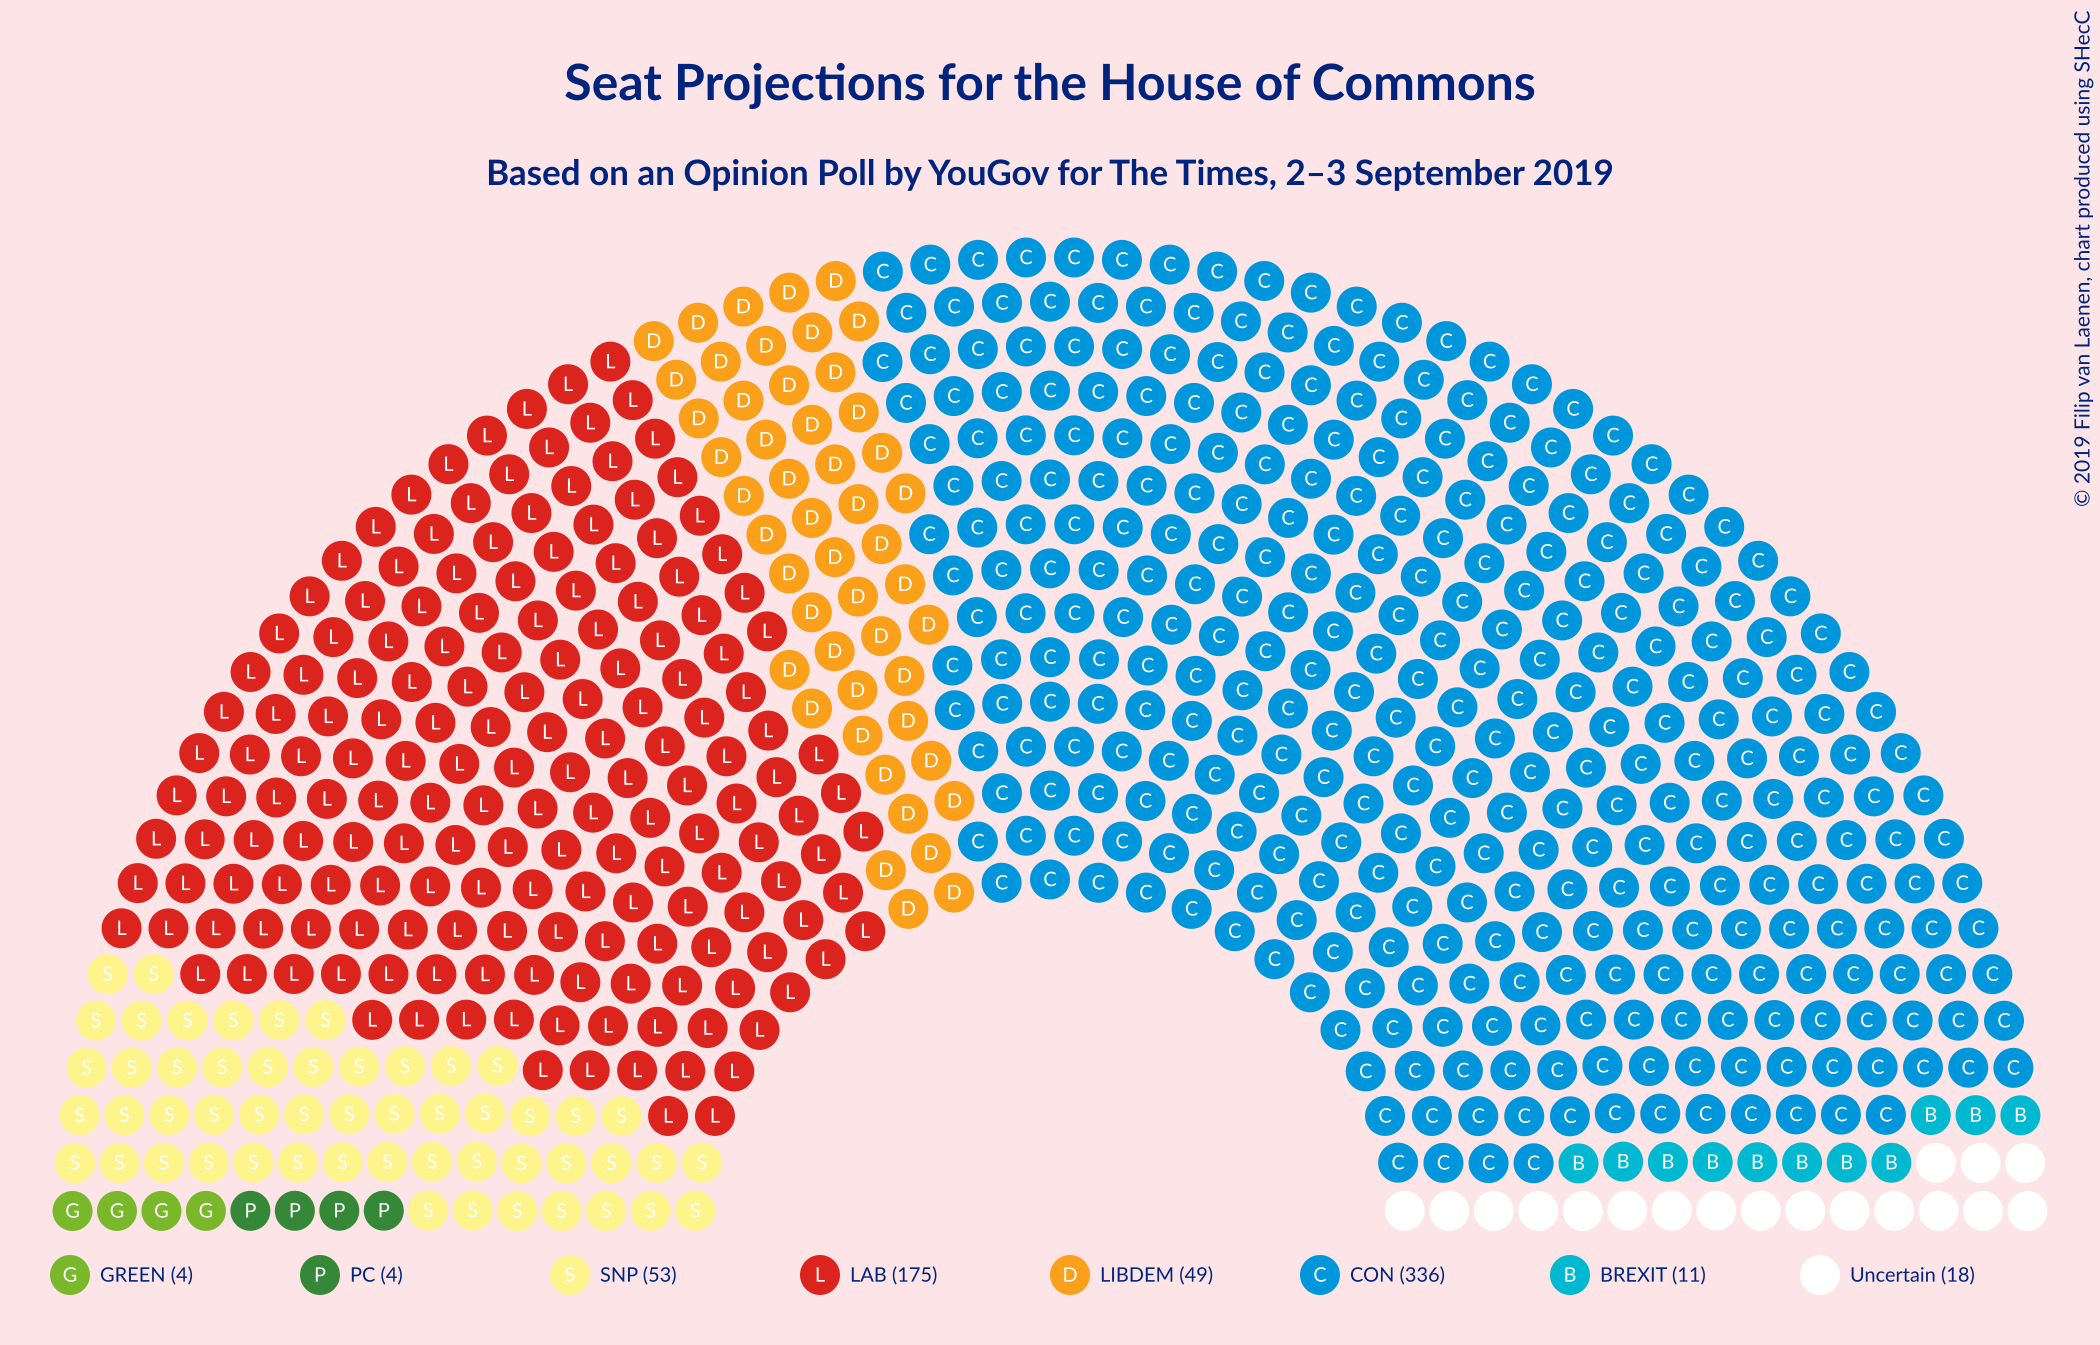 Seat Projections for the House of Commons
Based on an Opinion Poll by YouGov for The Times, 2–3 September 2019
© 2019 Filip van Laenen, chart produced using SHecC
G GREEN (4)
P PC (4)
S SNP (53)
L LAB (175)
D LIBDEM (49)
C CON (336)
B BREXIT (11)
Uncertain (18)